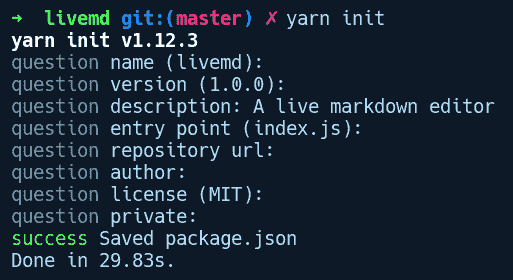 ➜  livemd git:(master) ✗ yarn init
yarn init v1.12.3
question name (livemd):
question version (1.0.0):
question description: A live markdown editor
question entry point (index.js):
question repository url:
question author:
question license (MIT):
question private:
success Saved package.json
Done in 29.83s.